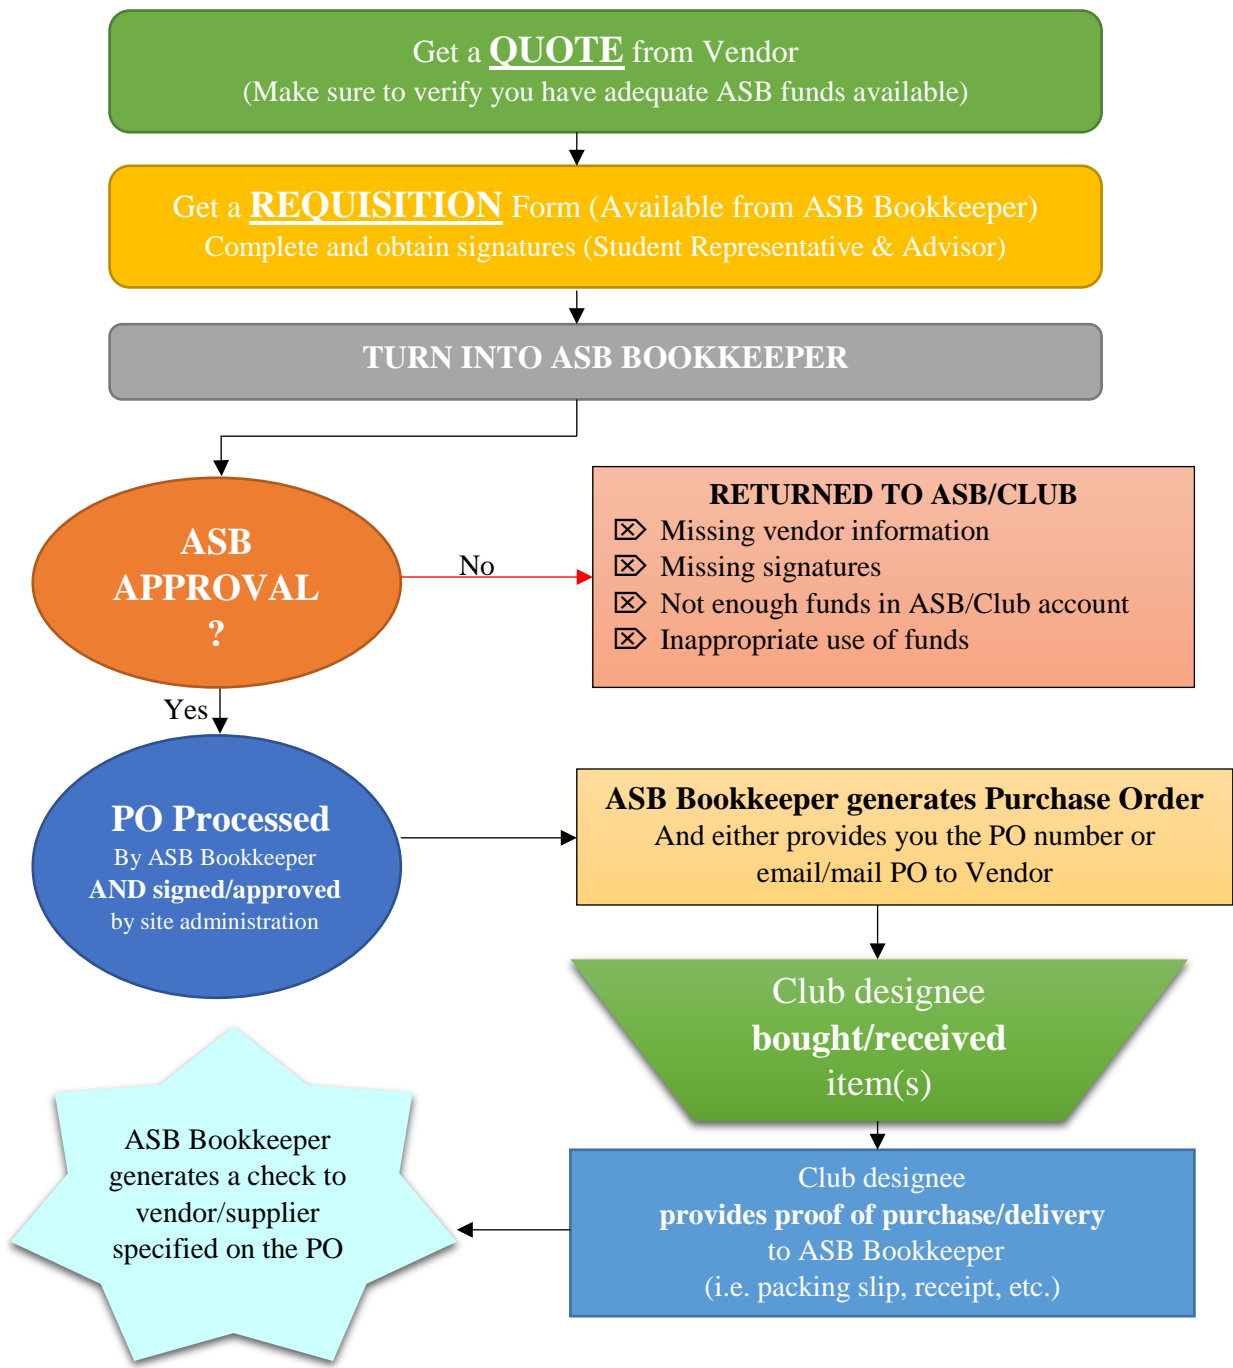 Get a QUOTE from Vendor
(Make sure to verify you have adequate ASB funds available)
Get a REQUISITION Form (Available from ASB Bookkeeper)
Complete and obtain signatures (Student Representative & Advisor)
TURN INTO ASB BOOKKEEPER
ASB
APPROVAL
?
No
RETURNED TO ASB/CLUB
Missing vendor information
Missing signatures
Not enough funds in ASB/Club account
Inappropriate use of funds
Yes
PO Processed
By ASB Bookkeeper
AND signed/approved
by site administration
ASB Bookkeeper generates Purchase Order
And either provides you the PO number or
email/mail PO to Vendor
Club designee
bought/received
item(s)
Club designee
provides proof of purchase/delivery
to ASB Bookkeeper
(i.e. packing slip, receipt, etc.)
ASB Bookkeeper
generates a check to
vendor/supplier
specified on the PO